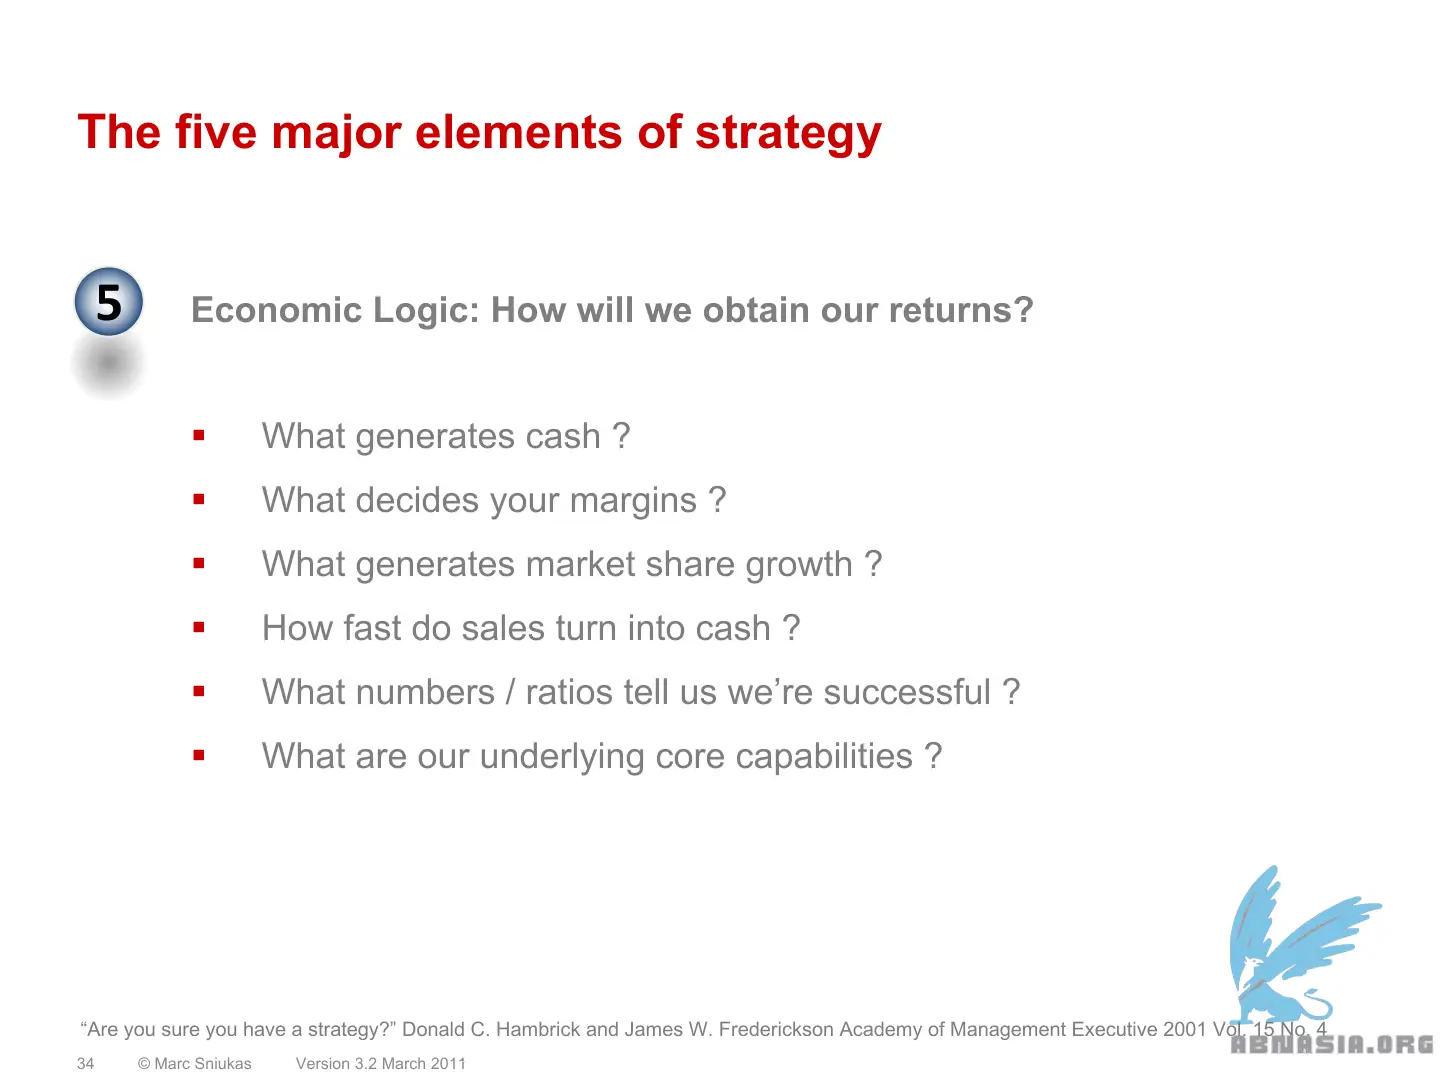 The five major elements of strategy
5
Economic Logic: How will we obtain our returns?
▪ What generates cash ?
▪ What decides your margins ?
▪ What generates market share growth ?
▪ How fast do sales turn into cash ?
▪ What numbers / ratios tell us we’re successful ?
▪ What are our underlying core capabilities ?
“Are you sure you have a strategy?” Donald C. Hambrick and James W. Frederickson Academy of Management Executive 2001 Vol. 15 No. 4
ABNASIA.ORG
34 © Marc Sniukas Version 3.2 March 2011